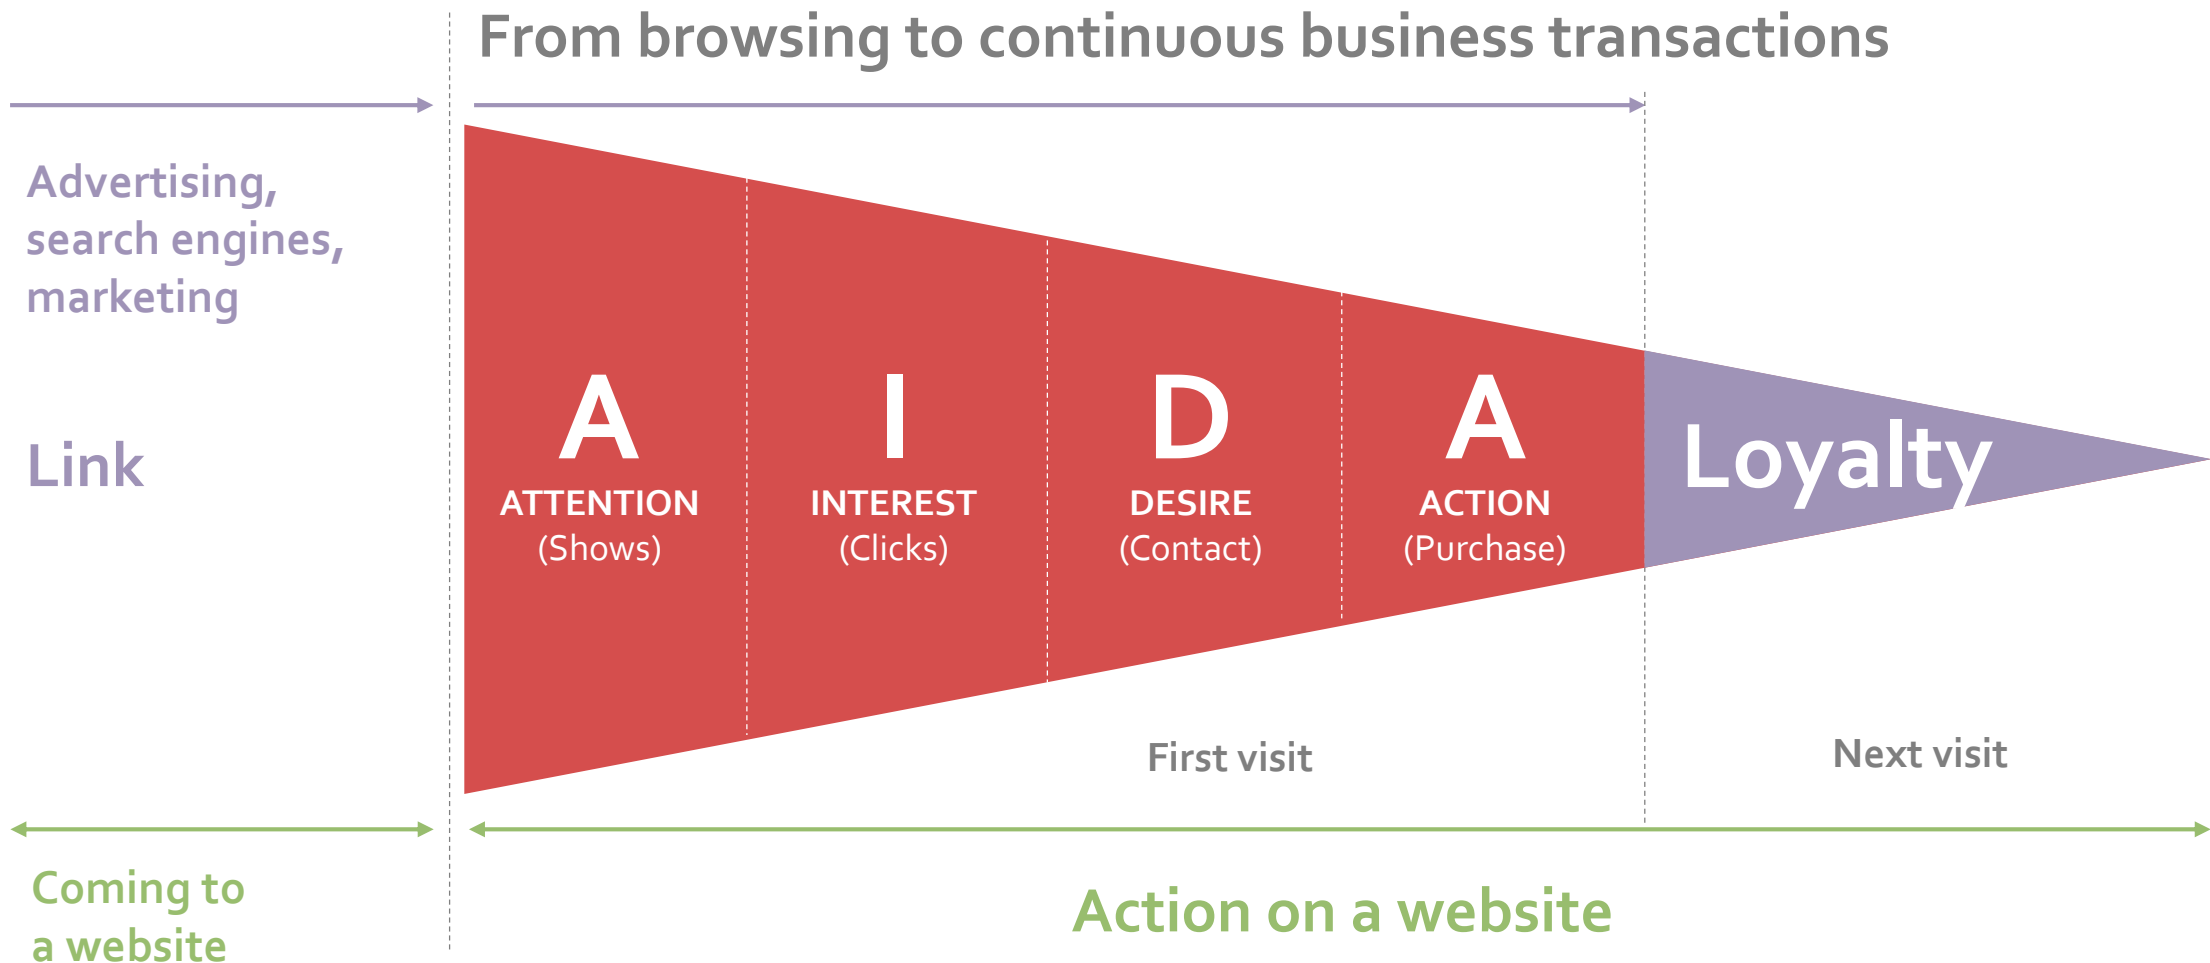 From browsing to continuous business transactions
Advertising,
search engines,
marketing
Link
A
ATTENTION
(Shows)
I
INTEREST
(Clicks)
D
DESIRE
(Contact)
A
ACTION
(Purchase)
Loyalty
First visit
Next visit
Coming to
a website
Action on a website